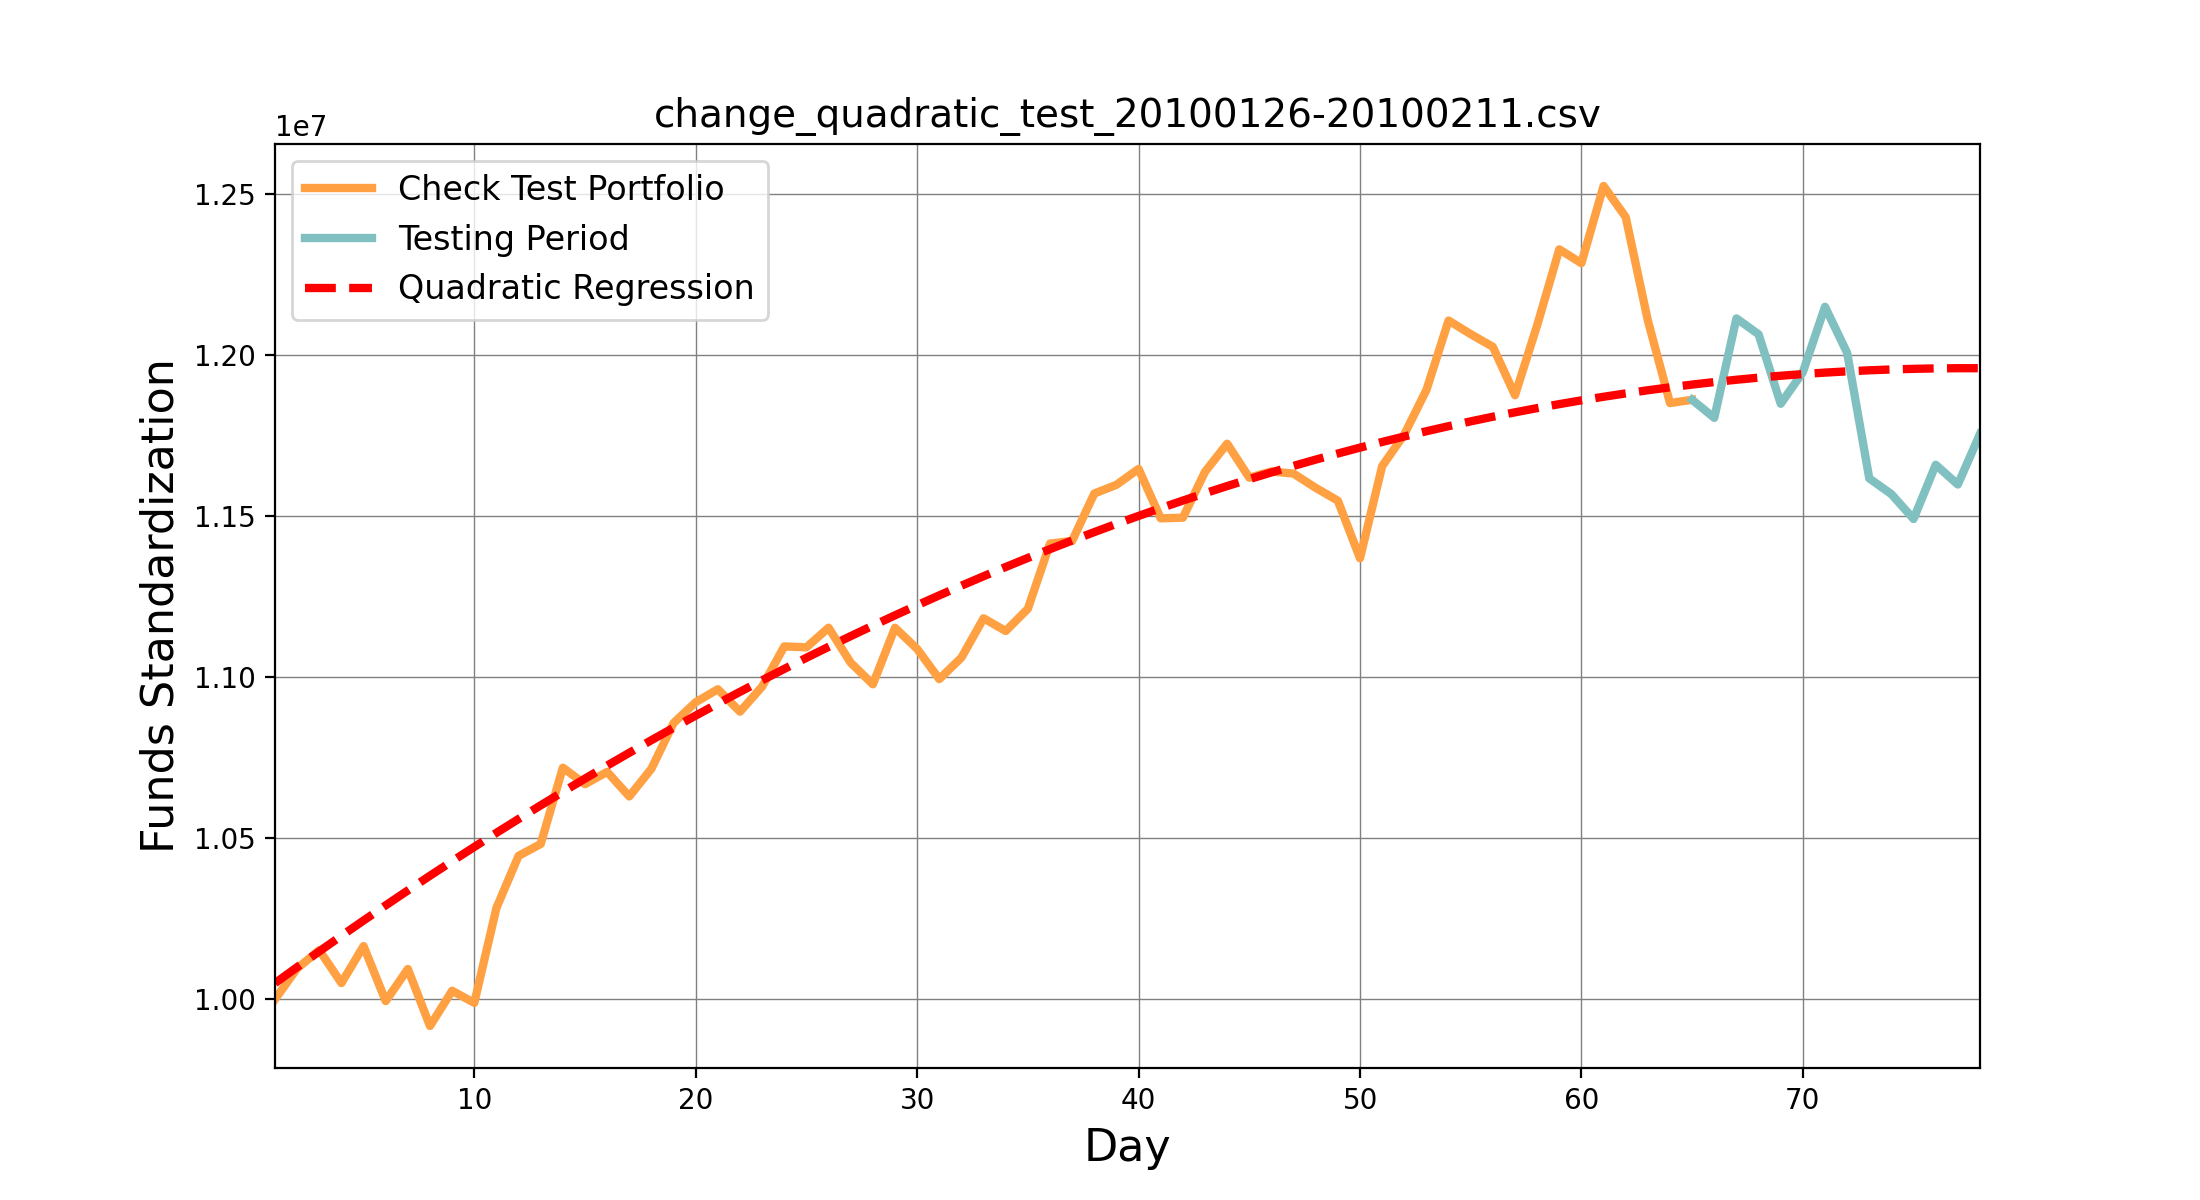 change_quadratic_test_20100126-20100211.csv
1e7
Check Test Portfolio
Testing Period
Quadratic Regression
Funds Standardization
1.25
1.20
1.15
1.10
1.05
1.00
10 20 30 40 50 60 70
Day